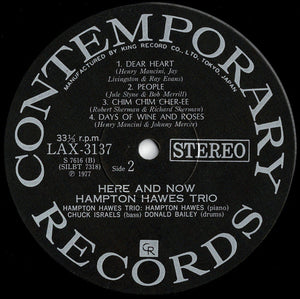 CONTEMPORARY
MANUFACTURED BY KING RECORD CO., LTD, TOKYO, JAPAN
1. DEAR HEART
(Henry Mancini, Jay
Livingston & Ray Evans)
2. PEOPLE
(Jule Styne & Bob Merrill)
3. CHIM CHIM CHER-EE
(Robert Sherman & Richard Sherman)
4. DAYS OF WINE AND ROSES
(Henry Mancini & Johnny Mercer)
33⅓ r.p.m
LAX-3137
STEREO
S 7616 (B)
(SILBT 7318)
Side 2
℗ 1977
HERE AND NOW
HAMPTON HAWES TRIO
HAMPTON HAWES TRIO: HAMPTON HAWES (piano)
CHUCK ISRAELS (bass) DONALD BAILEY (drums)
CR
RECORDS